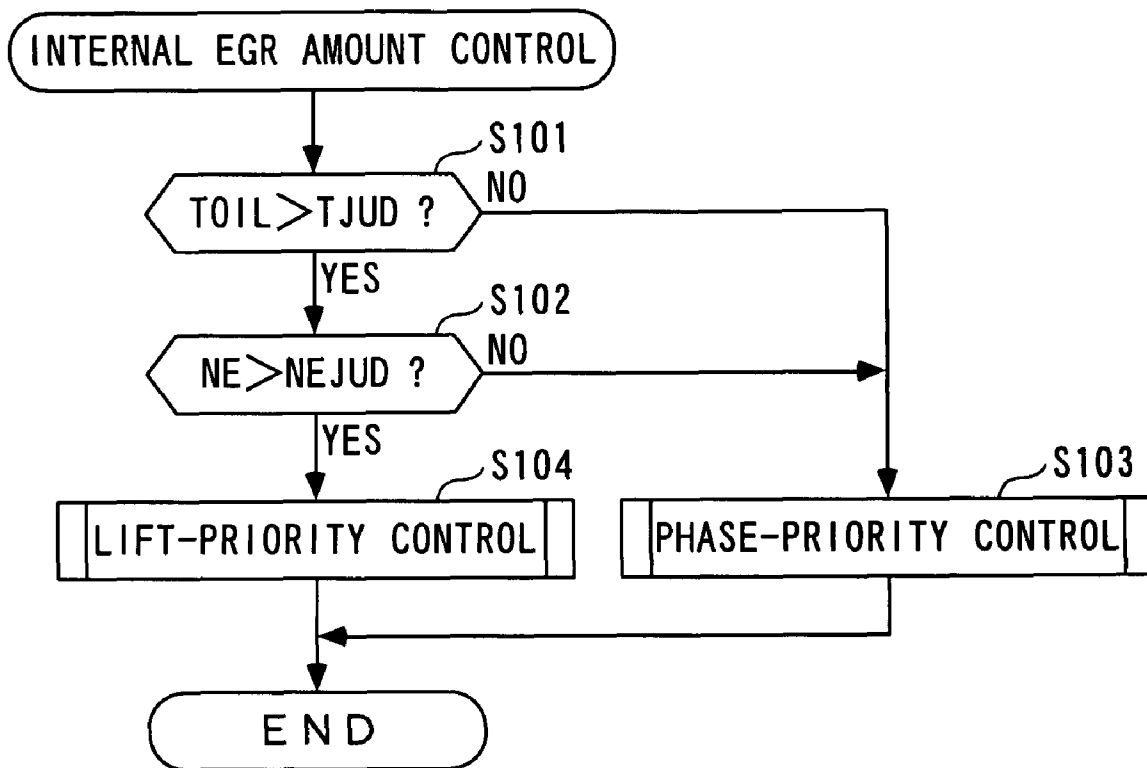 INTERNAL EGR AMOUNT CONTROL
S101
TOIL>TJUD ?
NO
YES
S102
NE>NEJUD ?
NO
YES
S104
LIFT-PRIORITY CONTROL
S103
PHASE-PRIORITY CONTROL
END